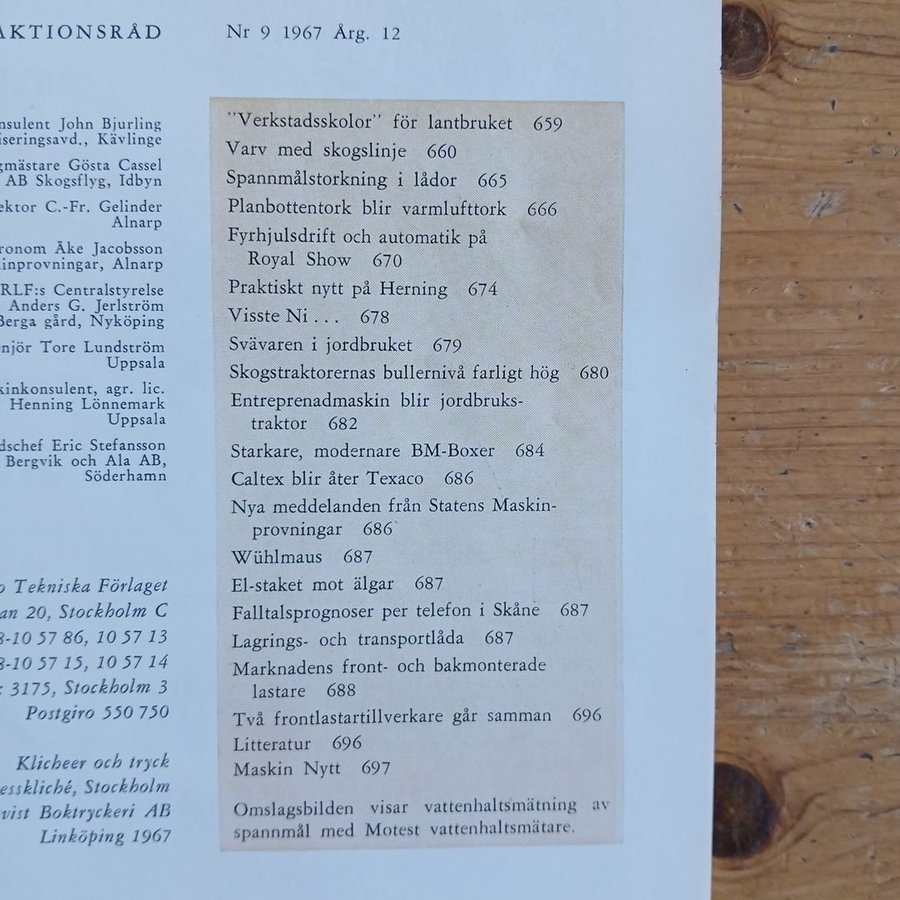 AKTIONSRÅD
nsulent John Bjurling
iseringsavd., Kävlinge
gmästare Gösta Cassel
AB Skogsflyg, Idbyn
ektor C.-Fr. Gelinder
Alnarp
ronom Åke Jacobsson
inprovningar, Alnarp
RLF:s Centralstyrelse
Anders G. Jerlström
Berga gård, Nyköping
njör Tore Lundström
Uppsala
kinkonsulent, agr. lic.
Henning Lönnemark
Uppsala
dschef Eric Stefansson
Bergvik och Ala AB,
Söderhamn
o Tekniska Förlaget
an 20, Stockholm C
8-10 57 86, 10 57 13
8-10 57 15, 10 57 14
: 3175, Stockholm 3
Postgiro 550 750
Klicheer och tryck
esskliché, Stockholm
vist Boktryckeri AB
Linköping 1967
Nr 9 1967 Årg. 12
"Verkstadsskolor" för lantbruket 659
Varv med skogslinje 660
Spannmålstorkning i lådor 665
Planbottentork blir varmlufttork 666
Fyrhjulsdrift och automatik på
Royal Show 670
Praktiskt nytt på Herning 674
Visste Ni . . . 678
Svävaren i jordbruket 679
Skogstraktorernas bullernivå farligt hög 680
Entreprenadmaskin blir jordbruks-
traktor 682
Starkare, modernare BM-Boxer 684
Caltex blir åter Texaco 686
Nya meddelanden från Statens Maskin-
provningar 686
Wühlmaus 687
El-staket mot älgar 687
Falltalsprognoser per telefon i Skåne 687
Lagrings- och transportlåda 687
Marknadens front- och bakmonterade
lastare 688
Två frontlastartillverkare går samman 696
Litteratur 696
Maskin Nytt 697
Omslagsbilden visar vattenhaltsmätning av
spannmål med Motest vattenhaltsmätare.